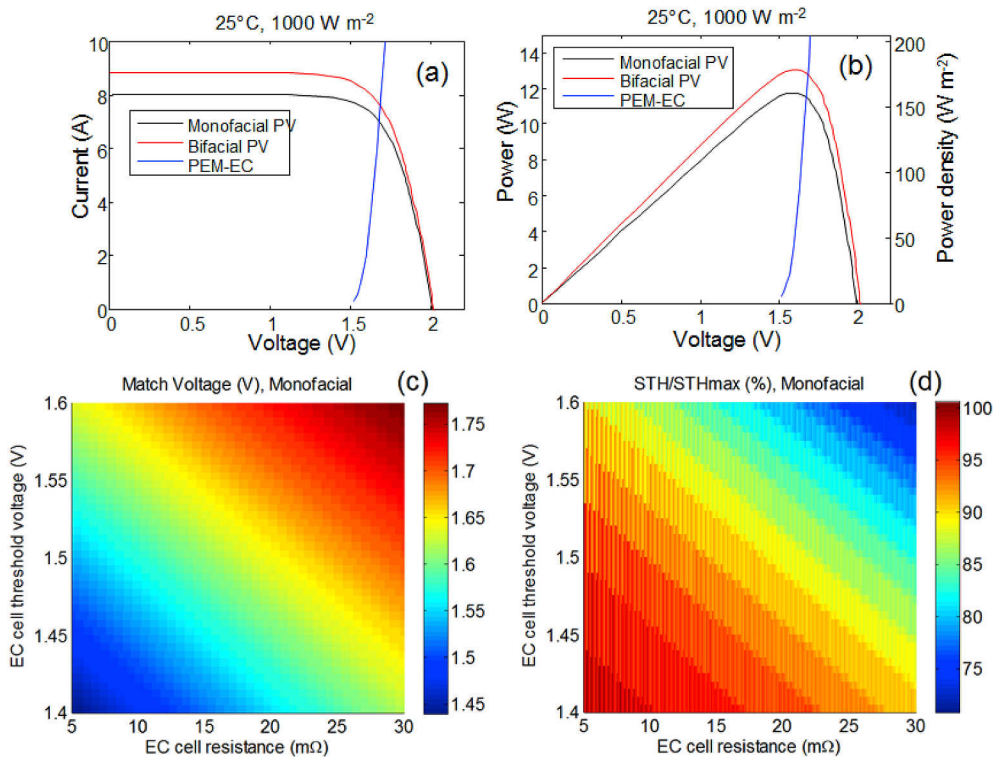 25°C, 1000 W m-2
(a)
10
8
6
4
2
0
Current (A)
Monofacial PV
Bifacial PV
PEM-EC
0
0.5
1
1.5
2
Voltage (V)
25°C, 1000 W m-2
(b)
14
12
10
8
6
4
2
0
Power (W)
Monofacial PV
Bifacial PV
PEM-EC
200
150
100
50
0
Power density (W m-2)
0
0.5
1
1.5
2
Voltage (V)
Match Voltage (V), Monofacial
(c)
1.6
1.55
1.5
1.45
1.4
EC cell threshold voltage (V)
5
10
15
20
25
30
EC cell resistance (mΩ)
1.75
1.7
1.65
1.6
1.55
1.5
1.45
STH/STHmax (%), Monofacial
(d)
1.6
1.55
1.5
1.45
1.4
EC cell threshold voltage (V)
5
10
15
20
25
30
EC cell resistance (mΩ)
100
95
90
85
80
75